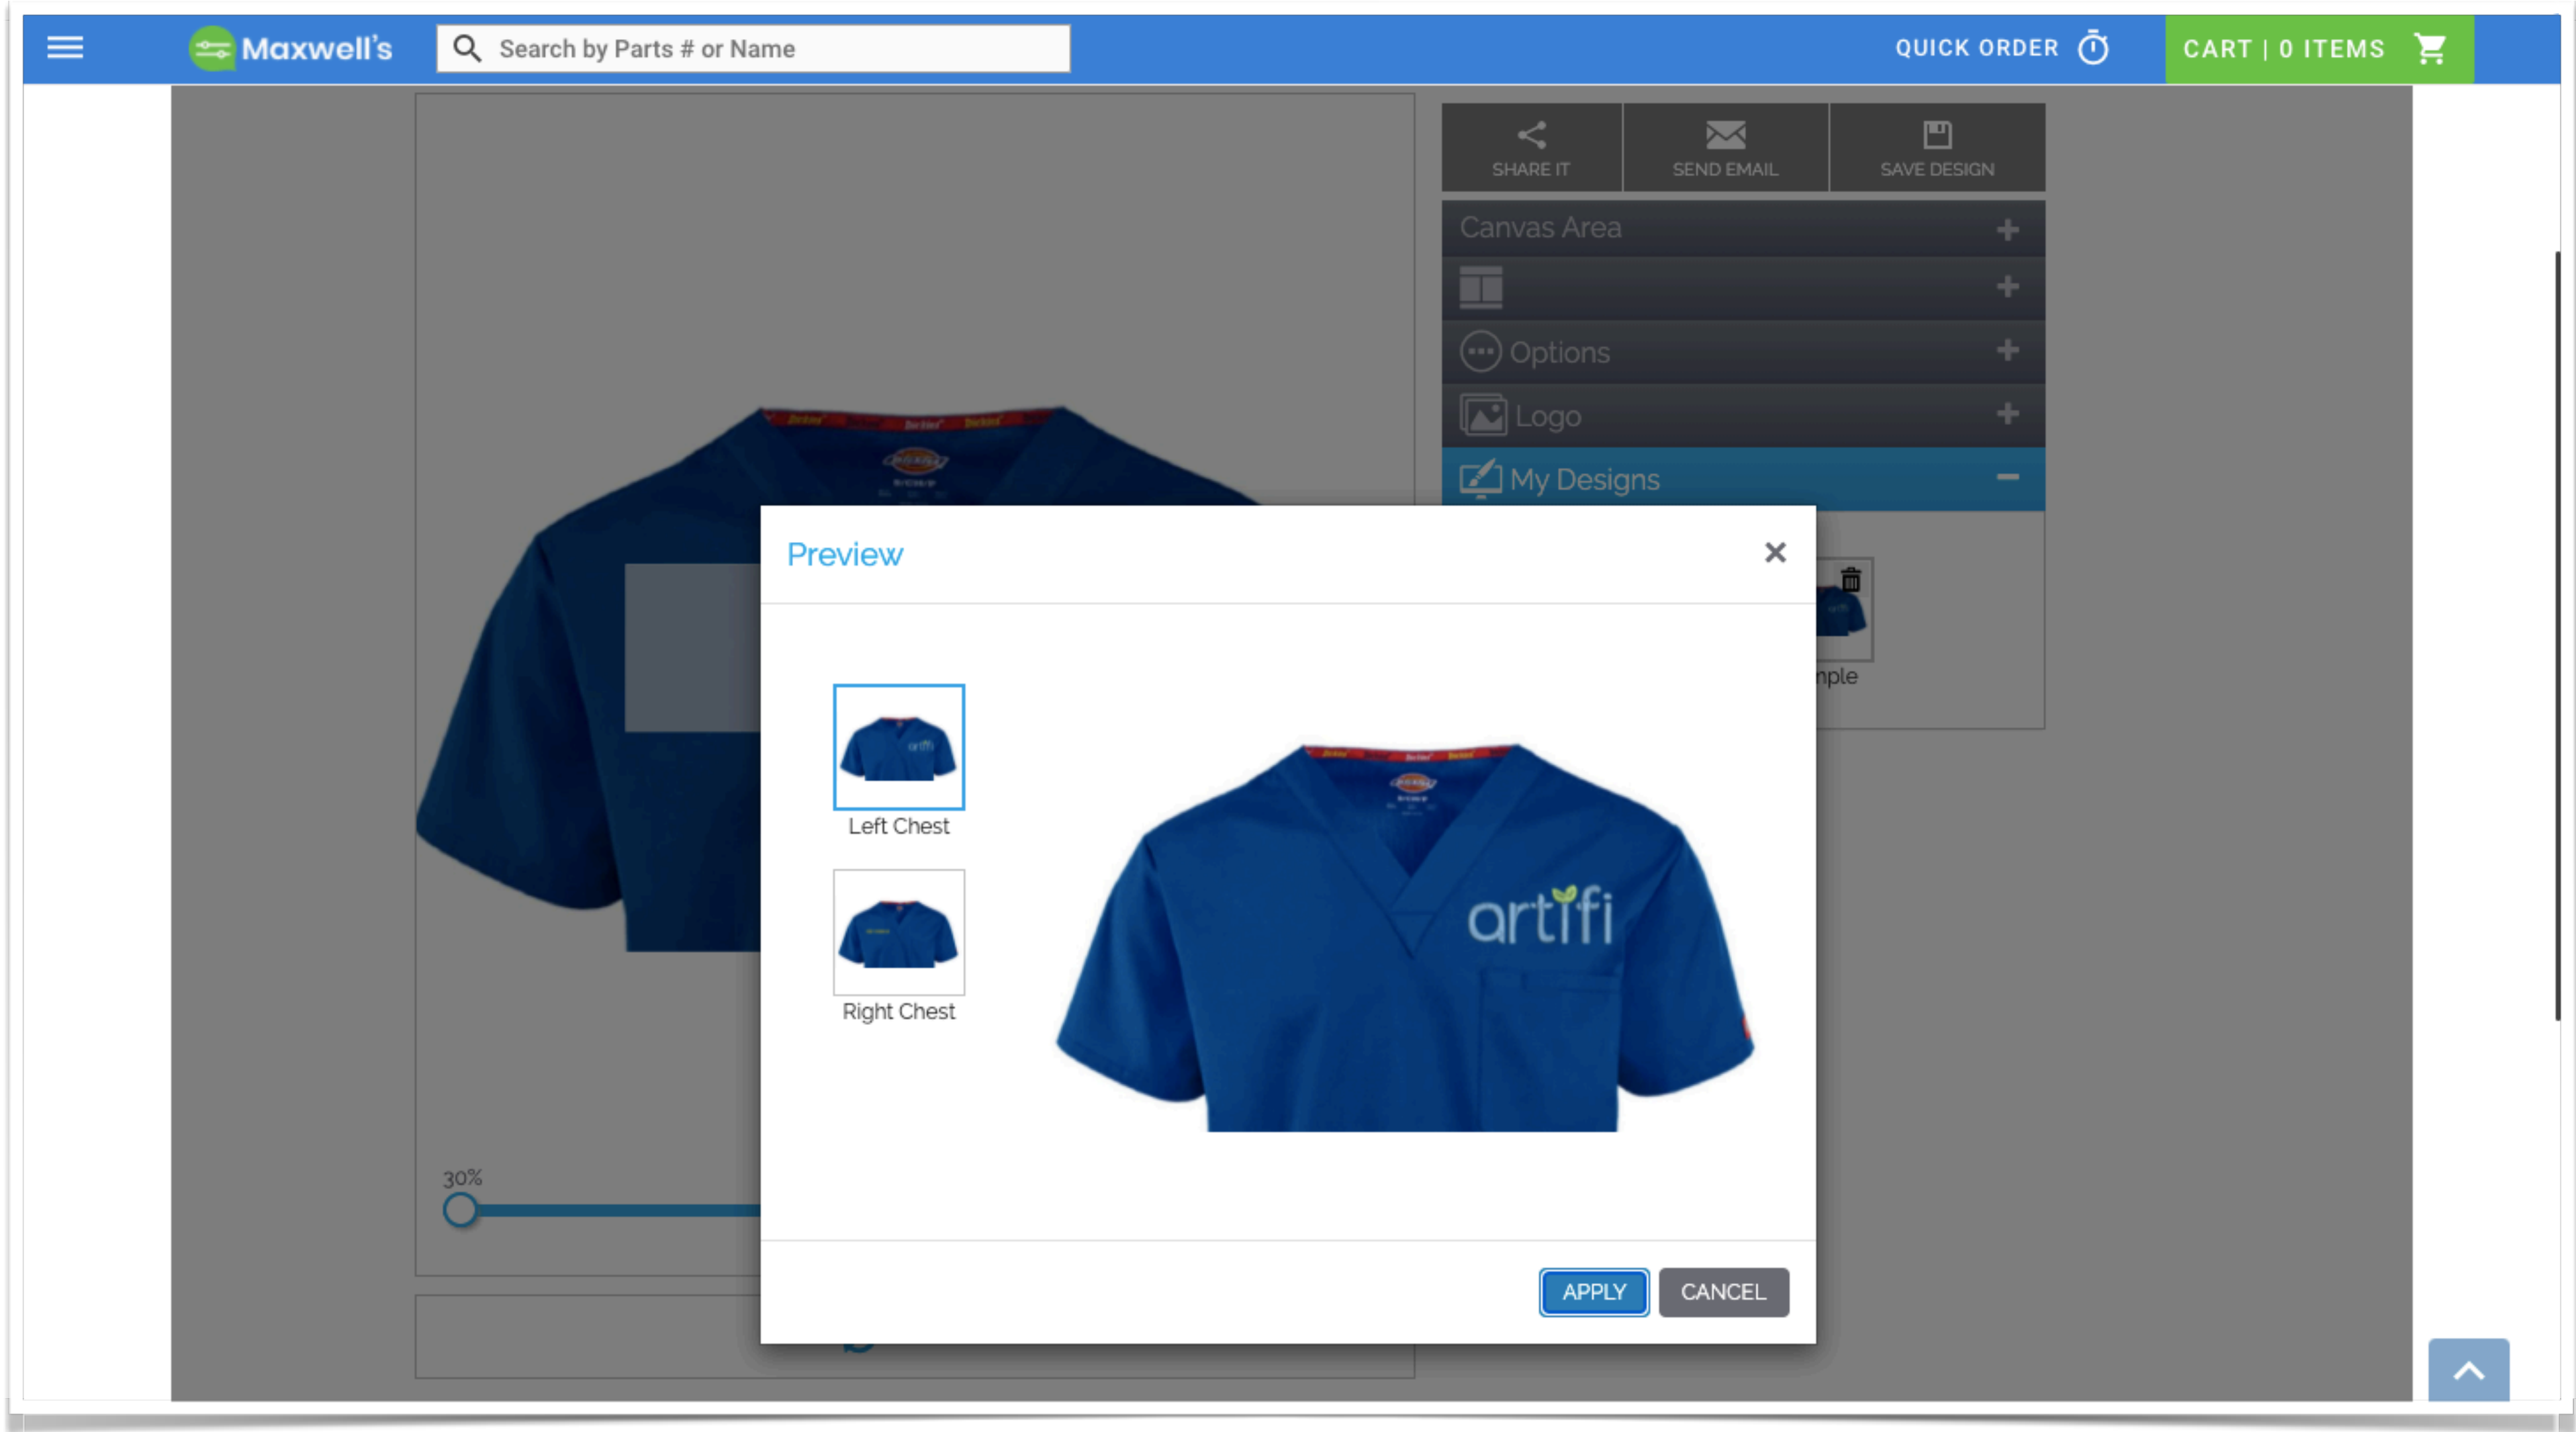 Maxwell's
Search by Parts # or Name
QUICK ORDER
CART | 0 ITEMS
SHARE IT
SEND EMAIL
SAVE DESIGN
Canvas Area
Options
Logo
My Designs
Preview
Left Chest
Right Chest
artifi
mple
30%
APPLY
CANCEL